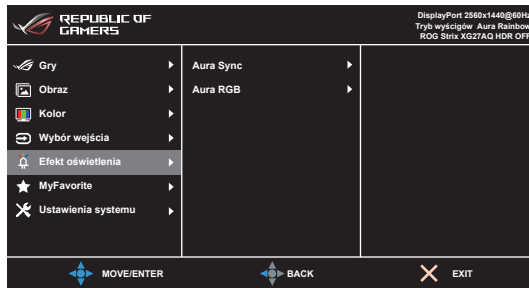 REPUBLIC OF
GAMERS
DisplayPort 2560x1440@60Hz
Tryb wyścigów Aura Rainbow
ROG Strix XG27AQ HDR OFF
Gry
Aura Sync
Obraz
Aura RGB
Kolor
Wybór wejścia
Efekt oświetlenia
MyFavorite
Ustawienia systemu
MOVE/ENTER
BACK
EXIT